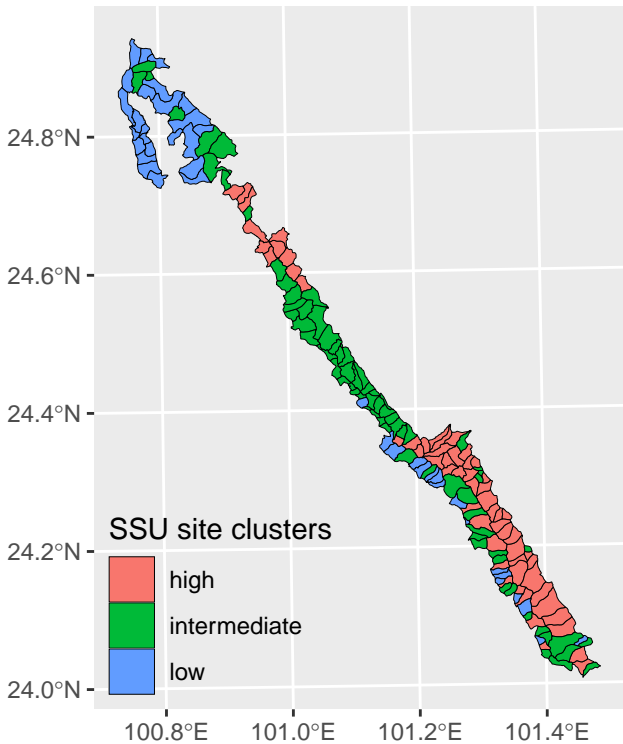 24.8°N
24.6°N
24.4°N
24.2°N
24.0°N
SSU site clusters
high
intermediate
low
100.8°E 101.0°E 101.2°E 101.4°E